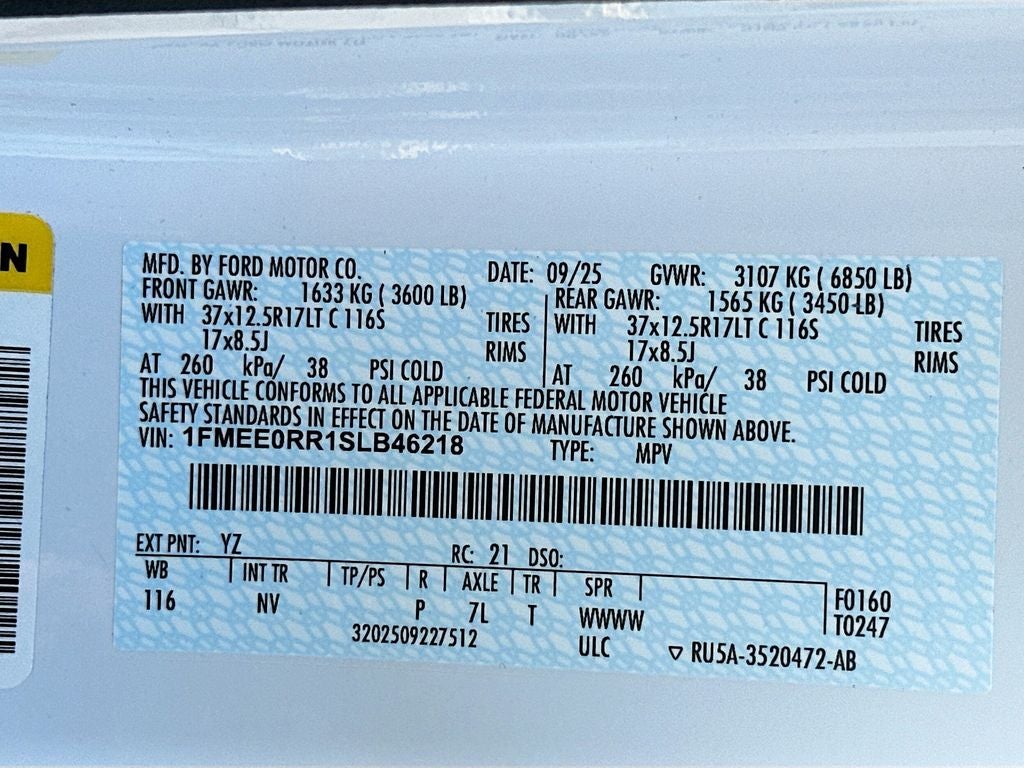 N
MFD. BY FORD MOTOR CO. DATE: 09/25 GVWR: 3107 KG ( 6850 LB)
FRONT GAWR: 1633 KG ( 3600 LB) REAR GAWR: 1565 KG ( 3450 LB)
WITH 37x12.5R17LT C 116S TIRES WITH 37x12.5R17LT C 116S TIRES
17x8.5J RIMS 17x8.5J RIMS
AT 260 kPa/ 38 PSI COLD AT 260 kPa/ 38 PSI COLD
THIS VEHICLE CONFORMS TO ALL APPLICABLE FEDERAL MOTOR VEHICLE
SAFETY STANDARDS IN EFFECT ON THE DATE OF MANUFACTURE SHOWN ABOVE.
VIN: 1FMEE0RR1SLB46218 TYPE: MPV
EXT PNT: YZ RC: 21 DSO:
WB INT TR TP/PS R AXLE TR SPR F0160
116 NV P 7L T WWWW T0247
3202509227512 ULC ▽ RU5A-3520472-AB